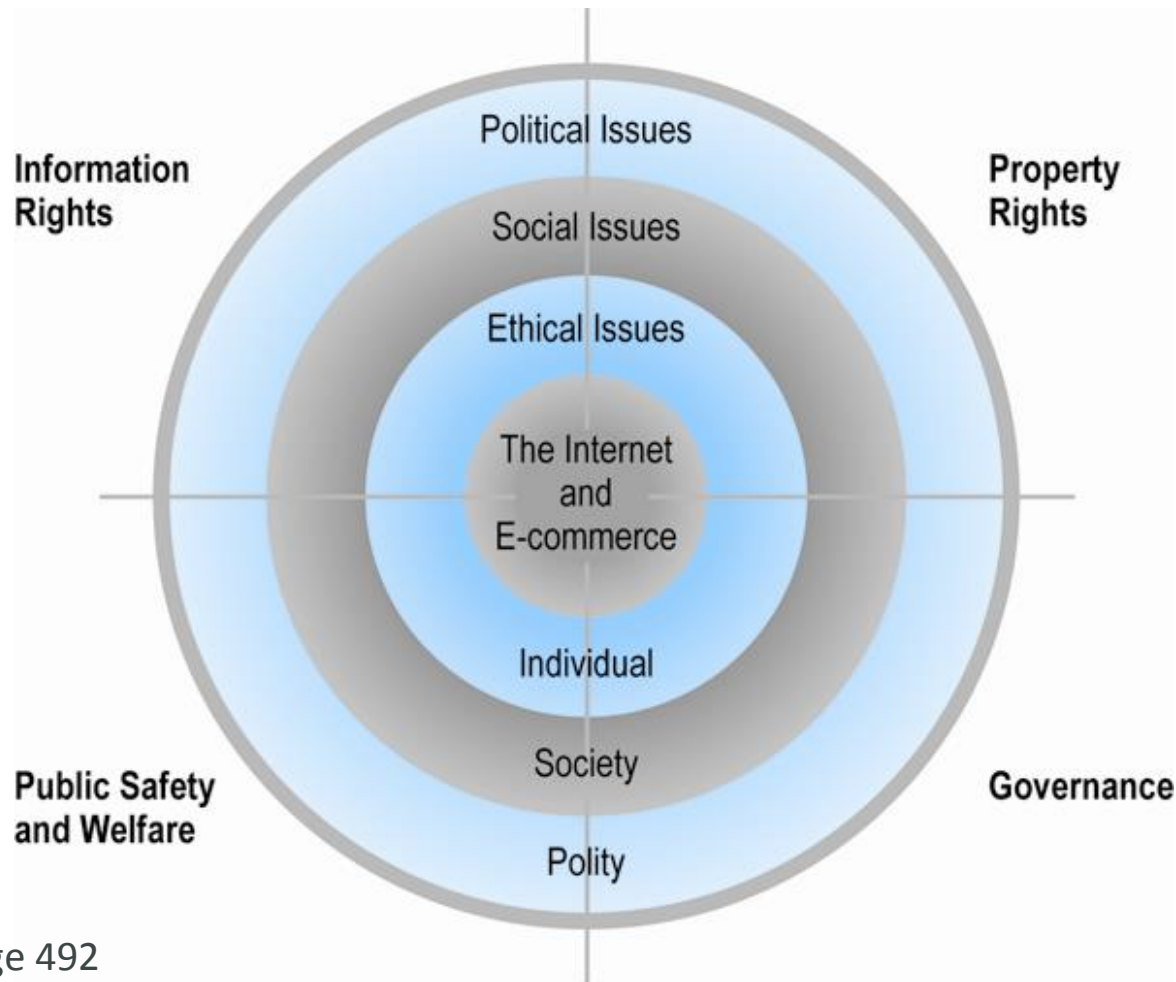 Political Issues
Information
Rights
Property
Rights
Social Issues
Ethical Issues
The Internet
and
E-commerce
Individual
Society
Public Safety
and Welfare
Governance
Polity
492